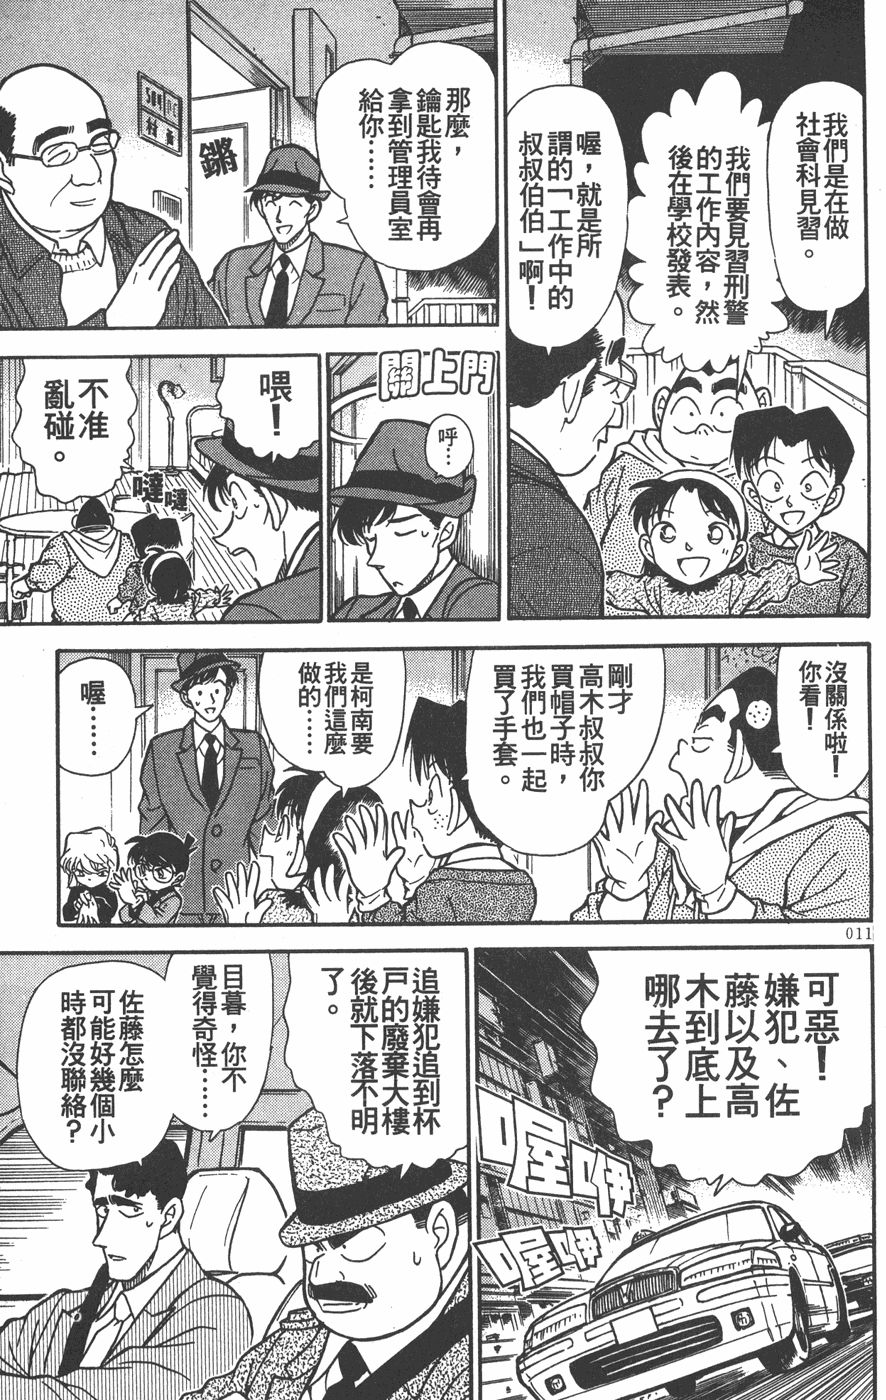 我們是在做
社會科見習。
我們要見習刑警
的工作內容，然
後在學校發表。
喔，就是所
謂的「工作中的
叔叔伯伯」啊！
那麼，
鑰匙我待會再
拿到管理員室
給你……
鏘
關上門
呼…
喂！
不准
亂碰。
噠噠
沒關係啦！
你看！
剛才
高木叔叔你
買帽子時，
我們也一起
買了手套。
是柯南要
我們這麼
做的……
喔……
011
可惡！
嫌犯、佐
藤以及高
木到底上
哪去了？
喔咿
喔咿
追嫌犯追到杯
戶的廢棄大樓
後就下落不明
了。
目暮，你不
覺得奇怪……
佐藤怎麼
可能好幾個小
時都沒聯絡？